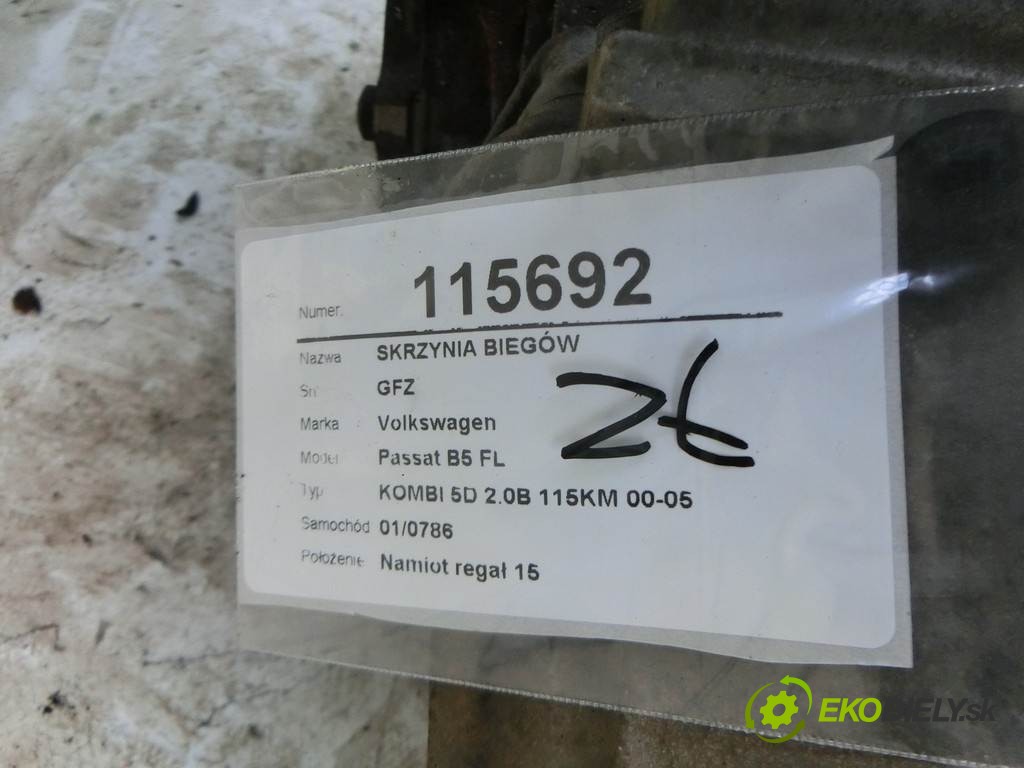 Numer. 115692
Nazwa SKRZYNIA BIEGÓW
Sn GFZ
Marka Volkswagen
Model Passat B5 FL
Typ KOMBI 5D 2.0B 115KM 00-05
Samochód 01/0786
Położenie Namiot regał 15
EKODIELY.sk